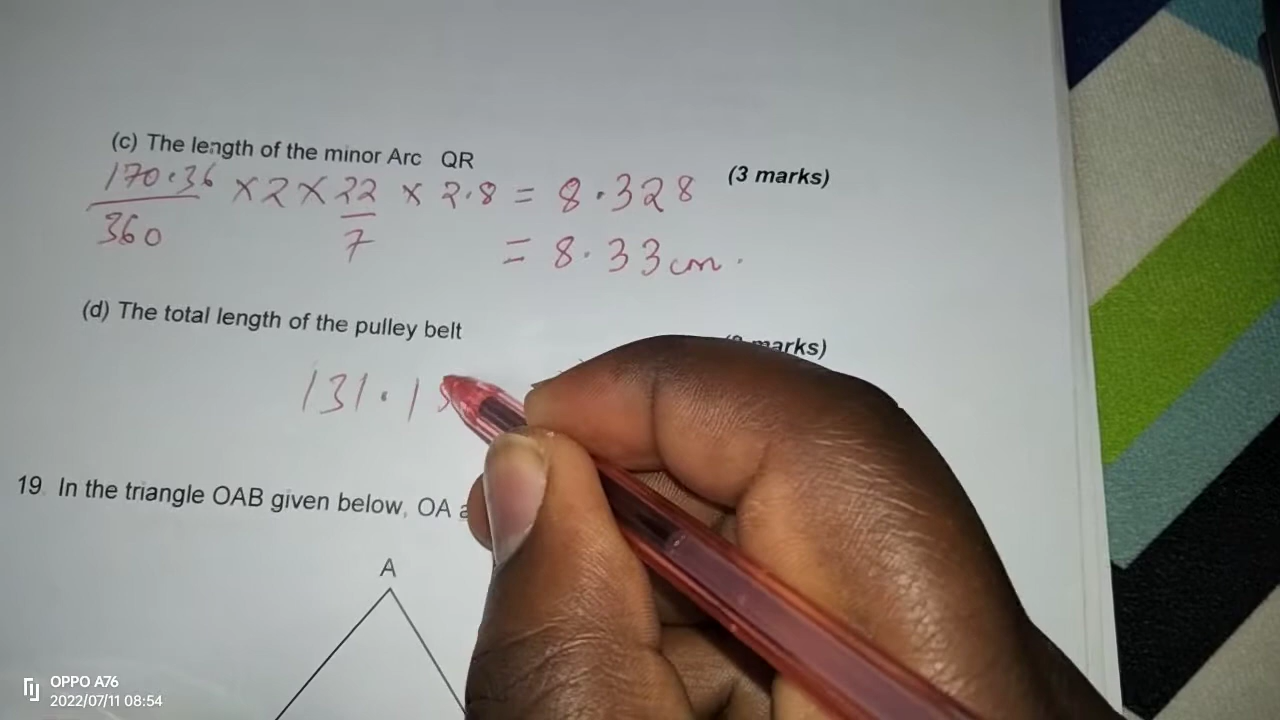 (c) The length of the minor Arc QR
(3 marks)
170.36/360 × 2 × 22/7 × 2.8 = 8.328
= 8.33cm.
(d) The total length of the pulley belt
marks)
131.1
19. In the triangle OAB given below, OA
A
OPPO A76
2022/07/11 08:54